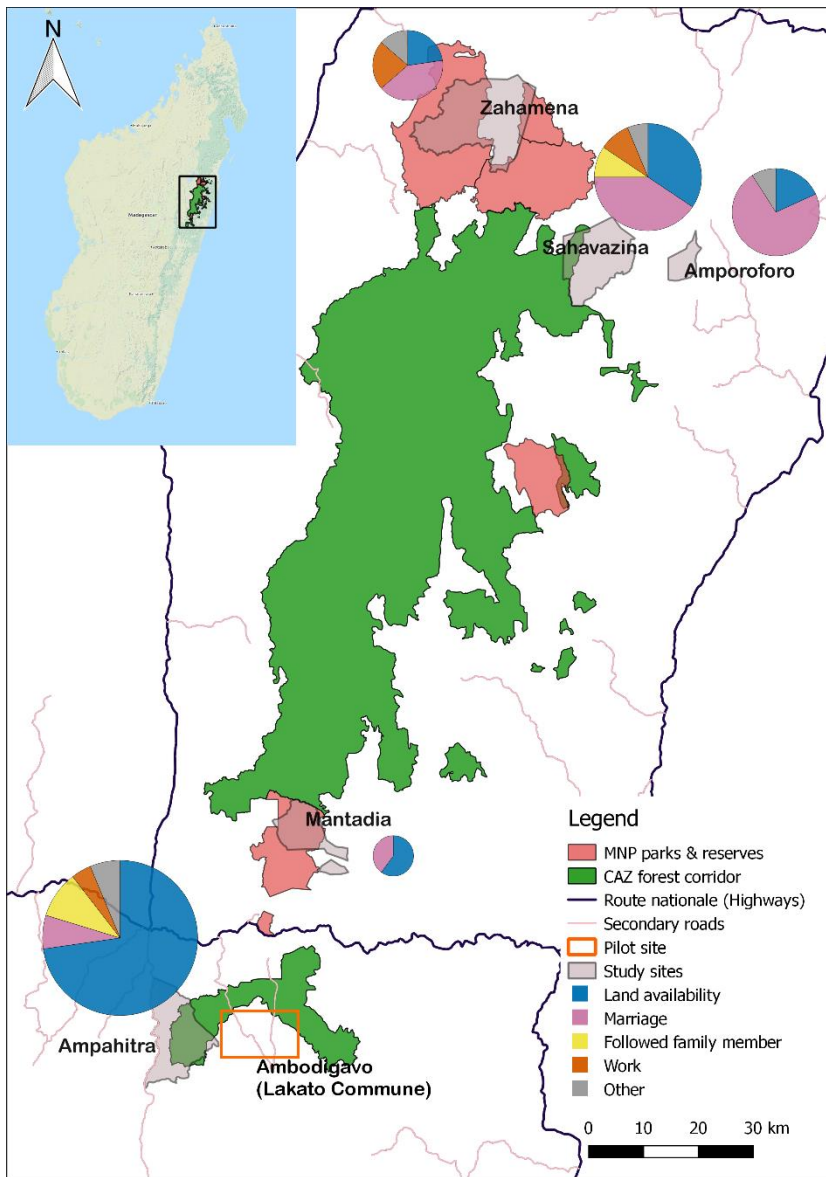 N
Madagascar
Zahamena
Sahavazina
Amporoforo
Mantadia
Ampahitra
Ambodigavo
(Lakato Commune)
Legend
MNP parks & reserves
CAZ forest corridor
Route nationale (Highways)
Secondary roads
Pilot site
Study sites
Land availability
Marriage
Followed family member
Work
Other
0 10 20 30 km